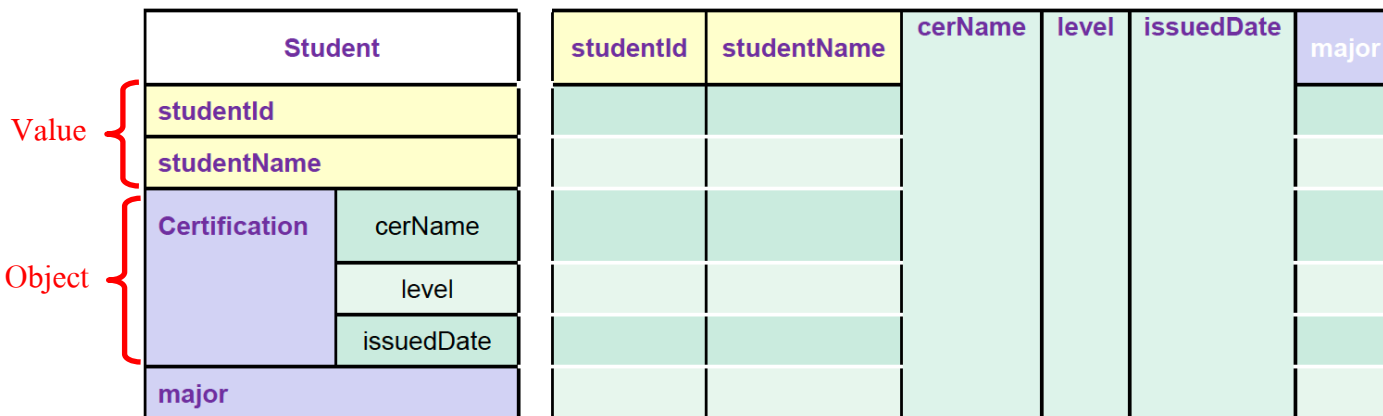 Student
studentId
studentName
cerName
level
issuedDate
major
Value
studentId
studentName
Object
Certification
cerName
level
issuedDate
major